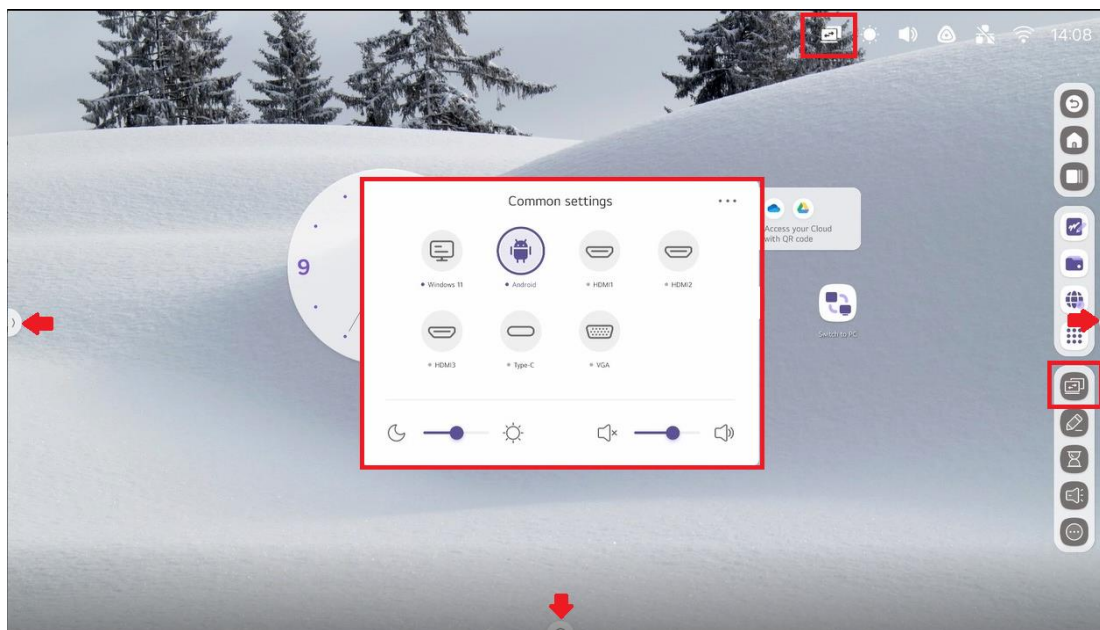 14:08
Common settings
...
Access your Cloud
with QR code
9
Windows 11
Android
HDMI1
HDMI2
Switch to PC
HDMI3
Type-C
VGA